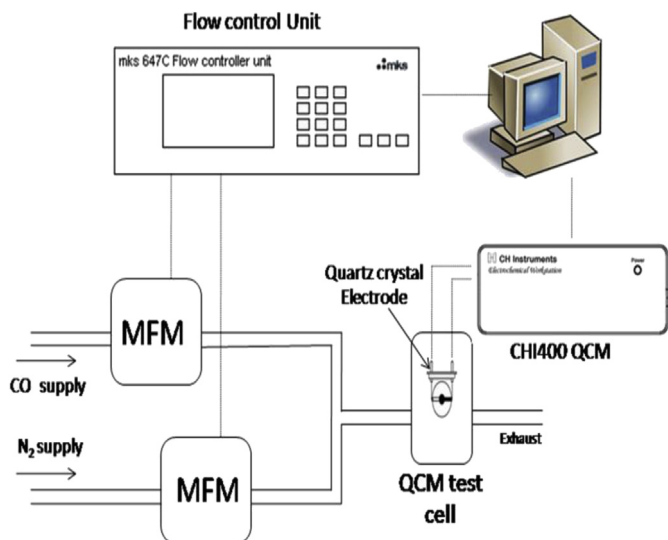 Flow control Unit
mks 647C Flow controller unit
mks
CH Instruments
Electrochemical Workstation
Power
CHI400 QCM
Quartz crystal
Electrode
MFM
CO supply
N₂ supply
MFM
Exhaust
QCM test
cell